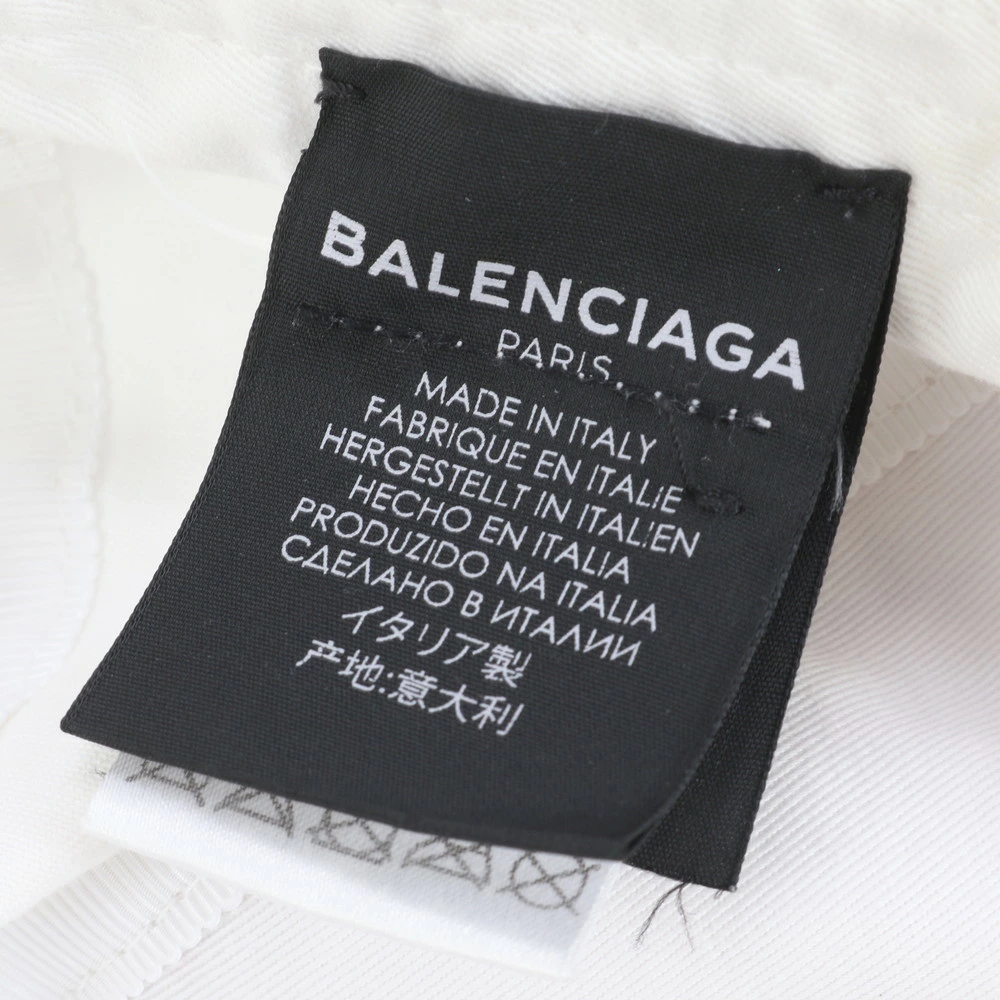 BALENCIAGA
PARIS
MADE IN ITALY
FABRIQUE EN ITALIE
HERGESTELLT IN ITALIEN
HECHO EN ITALIA
PRODUZIDO NA ITALIA
СДЕЛАНО В ИТАЛИИ
イタリア製
产地:意大利